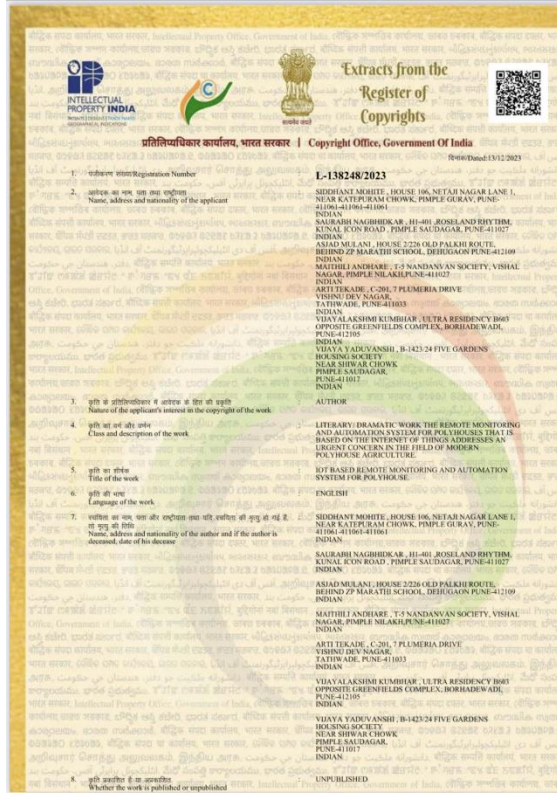 INTELLECTUAL
PROPERTY INDIA
PATENTS | DESIGNS | TRADE MARKS
GEOGRAPHICAL INDICATIONS
C
सत्यमेव जयते
Extracts from the
Register of
Copyrights
प्रतिलिप्यधिकार कार्यालय, भारत सरकार | Copyright Office, Government Of India
दिनांक/Dated:13/12/2023
1. पंजीकरण संख्या/Registration Number
L-138248/2023
2. आवेदक का नाम, पता तथा राष्ट्रीयता
Name, address and nationality of the applicant
SIDDHANT MOHITE , HOUSE 106, NETAJI NAGAR LANE 1,
NEAR KATEPURAM CHOWK, PIMPLE GURAV, PUNE-
411061-411061-411061
INDIAN
SAURABH NAGBHIDKAR , H1-401 ,ROSELAND RHYTHM,
KUNAL ICON ROAD , PIMPLE SAUDAGAR, PUNE-411027
INDIAN
ASJAD MULANI , HOUSE 2/226 OLD PALKHI ROUTE,
BEHIND ZP MARATHI SCHOOL, DEHUGAON PUNE-412109
INDIAN
MAITHILI ANDHARE , T-5 NANDANVAN SOCIETY, VISHAL
NAGAR, PIMPLE NILAKH,PUNE-411027
INDIAN
ARTI TEKADE , C-201, 7 PLUMERIA DRIVE
VISHNU DEV NAGAR,
TATHWADE, PUNE-411033
INDIAN
VIJAYALAKSHMI KUMBHAR , ULTRA RESIDENCY B603
OPPOSITE GREENFIELDS COMPLEX, BORHADEWADI,
PUNE-412105
INDIAN
VIJAYA YADUVANSHI , B-1423/24 FIVE GARDENS
HOUSING SOCIETY
NEAR SHIWAR CHOWK
PIMPLE SAUDAGAR,
PUNE-411017
INDIAN
3. कृति के प्रतिलिप्यधिकार में आवेदक के हित की प्रकृति
Nature of the applicant's interest in the copyright of the work
AUTHOR
4. कृति का वर्ग और वर्णन
Class and description of the work
LITERARY/ DRAMATIC WORK THE REMOTE MONITORING
AND AUTOMATION SYSTEM FOR POLYHOUSES THAT IS
BASED ON THE INTERNET OF THINGS ADDRESSES AN
URGENT CONCERN IN THE FIELD OF MODERN
POLYHOUSE AGRICULTURE.
5. कृति का शीर्षक
Title of the work
IOT BASED REMOTE MONITORING AND AUTOMATION
SYSTEM FOR POLYHOUSE
6. कृति की भाषा
Language of the work
ENGLISH
7. रचयिता का नाम, पता और राष्ट्रीयता तथा यदि रचयिता की मृत्यु हो गई है,
तो मृत्यु की तिथि
Name, address and nationality of the author and if the author is
deceased, date of his decease
SIDDHANT MOHITE , HOUSE 106, NETAJI NAGAR LANE 1,
NEAR KATEPURAM CHOWK, PIMPLE GURAV, PUNE-
411061-411061-411061
INDIAN
SAURABH NAGBHIDKAR , H1-401 ,ROSELAND RHYTHM,
KUNAL ICON ROAD , PIMPLE SAUDAGAR, PUNE-411027
INDIAN
ASJAD MULANI , HOUSE 2/226 OLD PALKHI ROUTE,
BEHIND ZP MARATHI SCHOOL, DEHUGAON PUNE-412109
INDIAN
MAITHILI ANDHARE , T-5 NANDANVAN SOCIETY, VISHAL
NAGAR, PIMPLE NILAKH,PUNE-411027
INDIAN
ARTI TEKADE , C-201, 7 PLUMERIA DRIVE
VISHNU DEV NAGAR,
TATHWADE, PUNE-411033
INDIAN
VIJAYALAKSHMI KUMBHAR , ULTRA RESIDENCY B603
OPPOSITE GREENFIELDS COMPLEX, BORHADEWADI,
PUNE-412105
INDIAN
VIJAYA YADUVANSHI , B-1423/24 FIVE GARDENS
HOUSING SOCIETY
NEAR SHIWAR CHOWK
PIMPLE SAUDAGAR,
PUNE-411017
INDIAN
8. कृति प्रकाशित है या अप्रकाशित
Whether the work is published or unpublished
UNPUBLISHED